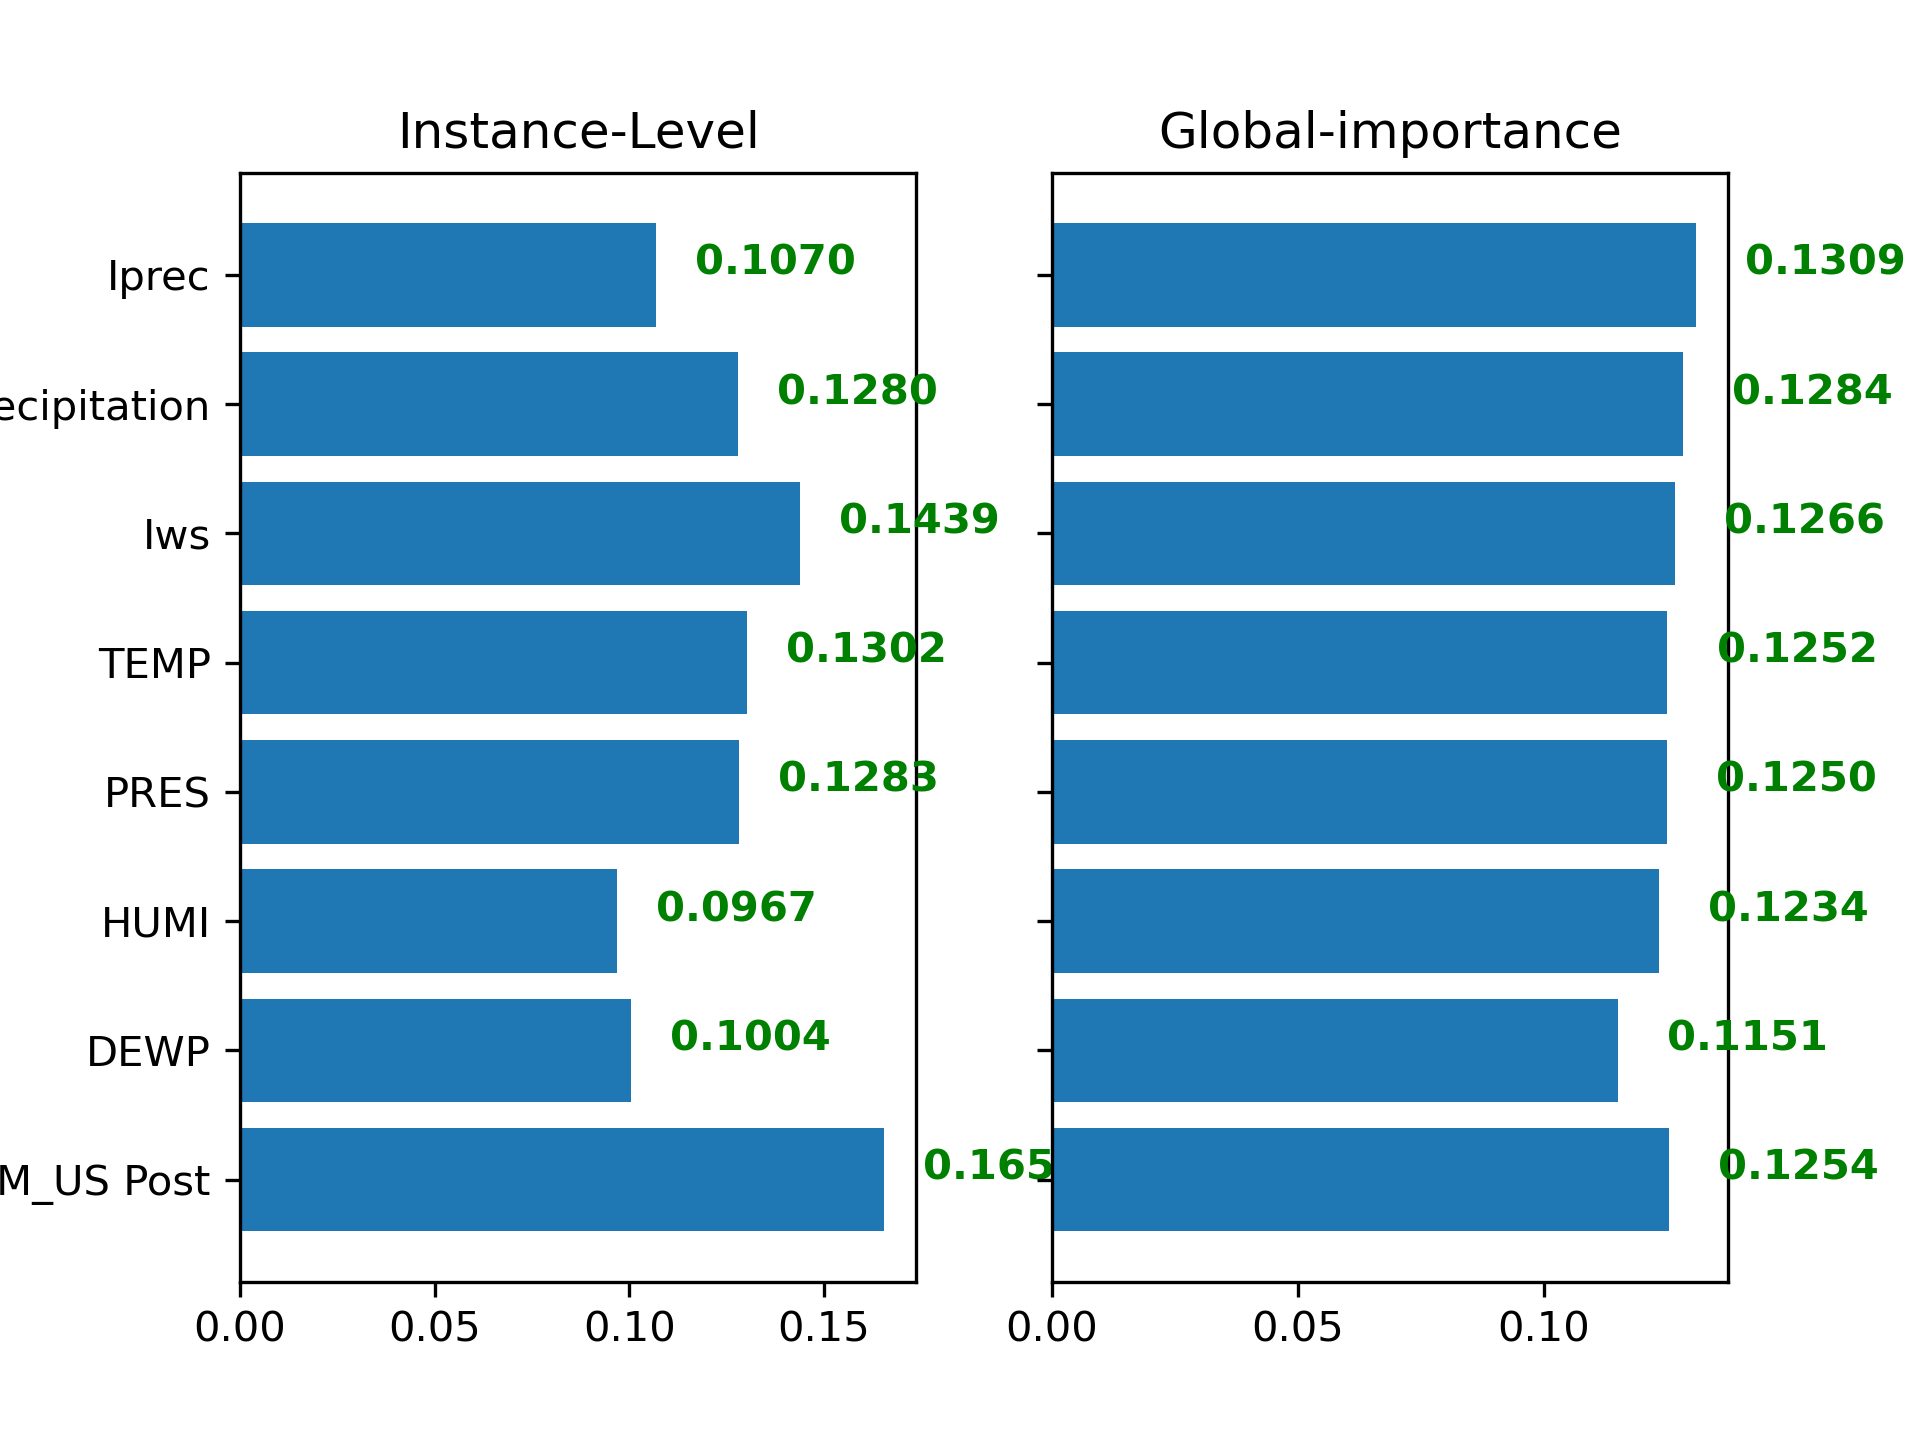 Instance-Level
Iprec
ecipitation
Iws
TEMP
PRES
HUMI
DEWP
M_US Post
0.1070
0.1280
0.1439
0.1302
0.1283
0.0967
0.1004
0.165
0.00 0.05 0.10 0.15
Global-importance
0.1309
0.1284
0.1266
0.1252
0.1250
0.1234
0.1151
0.1254
0.00 0.05 0.10